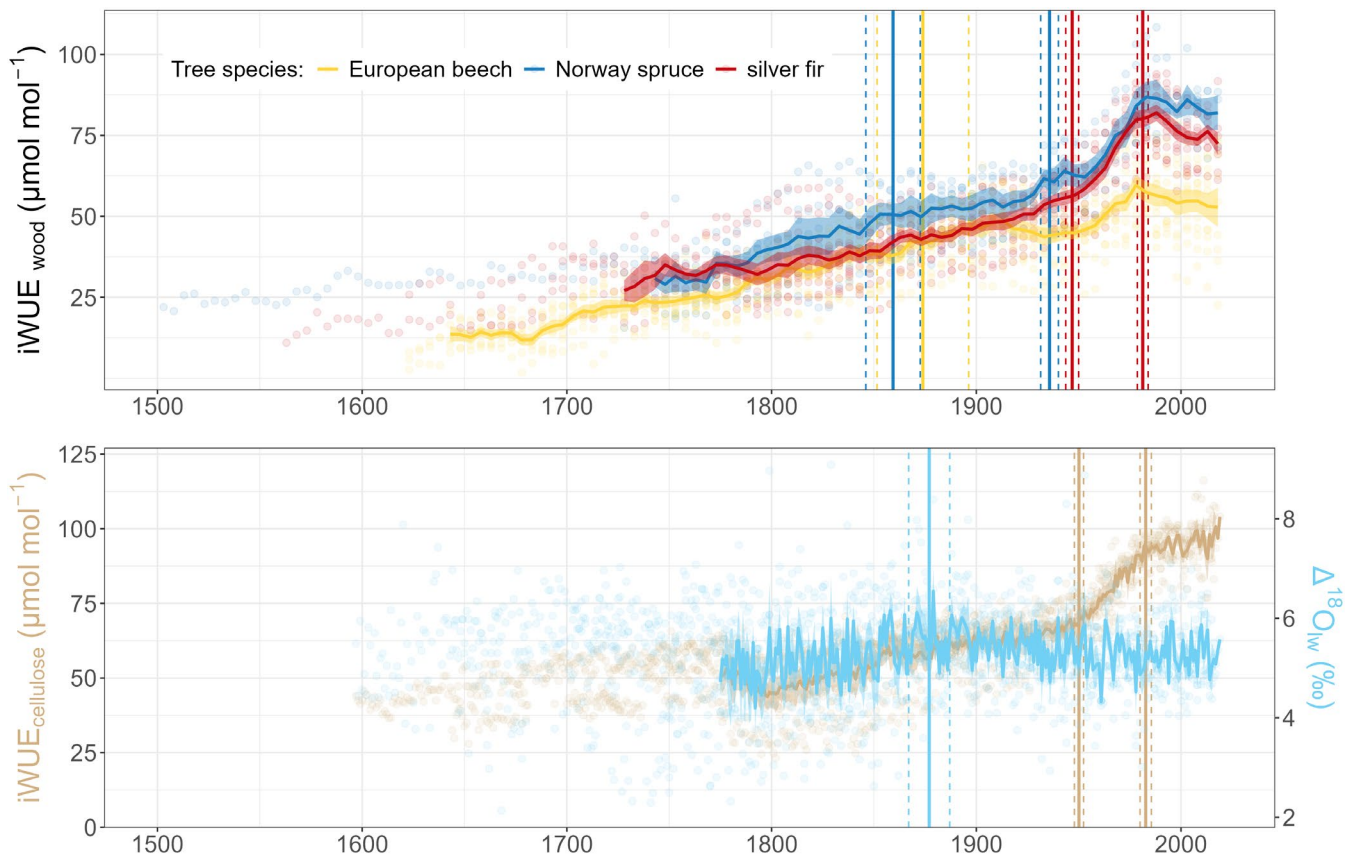 iWUE wood (µmol mol⁻¹)
100
75
50
25
Tree species: European beech Norway spruce silver fir
1500 1600 1700 1800 1900 2000
iWUEcellulose (µmol mol⁻¹)
125
100
75
50
25
0
8
6
4
2
Δ¹⁸Olw (‰)
1500 1600 1700 1800 1900 2000